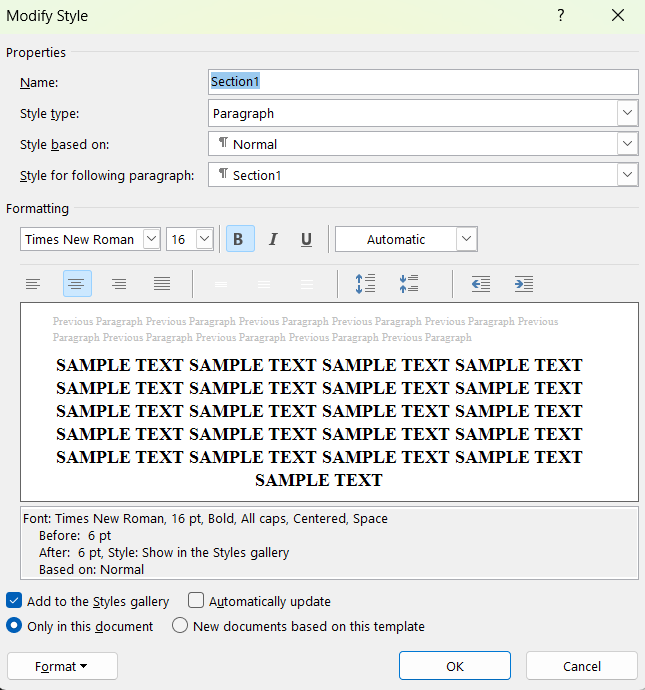 Modify Style ?
Properties
Name: Section1
Style type: Paragraph
Style based on: ¶ Normal
Style for following paragraph: ¶ Section1
Formatting
Times New Roman 16 B I U Automatic
Previous Paragraph Previous Paragraph Previous Paragraph Previous Paragraph Previous Paragraph Previous
Paragraph Previous Paragraph Previous Paragraph Previous Paragraph Previous Paragraph
SAMPLE TEXT SAMPLE TEXT SAMPLE TEXT SAMPLE TEXT
SAMPLE TEXT SAMPLE TEXT SAMPLE TEXT SAMPLE TEXT
SAMPLE TEXT SAMPLE TEXT SAMPLE TEXT SAMPLE TEXT
SAMPLE TEXT SAMPLE TEXT SAMPLE TEXT SAMPLE TEXT
SAMPLE TEXT SAMPLE TEXT SAMPLE TEXT SAMPLE TEXT
SAMPLE TEXT
Font: Times New Roman, 16 pt, Bold, All caps, Centered, Space
Before: 6 pt
After: 6 pt, Style: Show in the Styles gallery
Based on: Normal
Add to the Styles gallery Automatically update
Only in this document New documents based on this template
Format OK Cancel